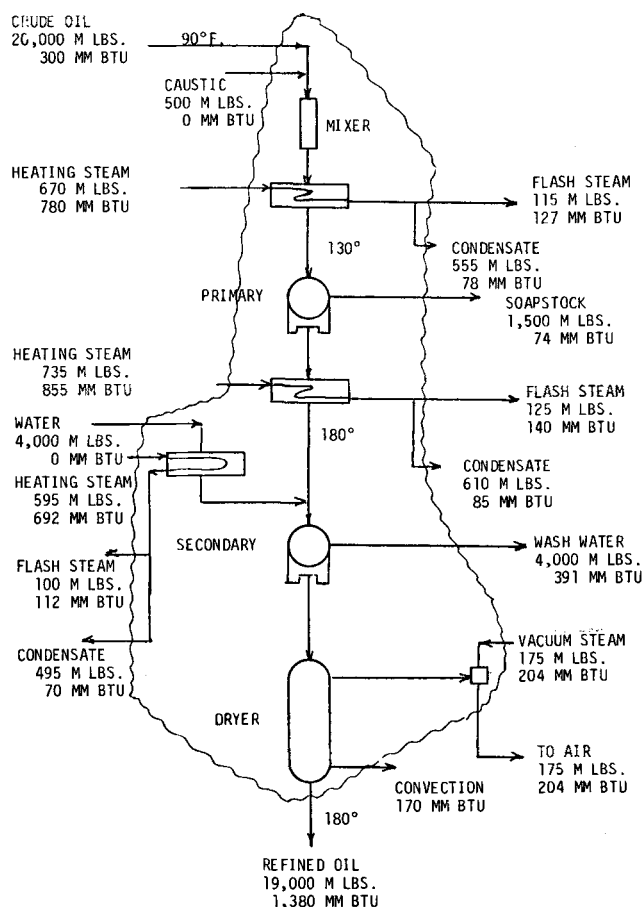 CRUDE OIL
20,000 M LBS.
300 MM BTU
90°F.
CAUSTIC
500 M LBS.
0 MM BTU
MIXER
HEATING STEAM
670 M LBS.
780 MM BTU
FLASH STEAM
115 M LBS.
127 MM BTU
130°
CONDENSATE
555 M LBS.
78 MM BTU
PRIMARY
SOAPSTOCK
1,500 M LBS.
74 MM BTU
HEATING STEAM
735 M LBS.
855 MM BTU
FLASH STEAM
125 M LBS.
140 MM BTU
180°
WATER
4,000 M LBS.
0 MM BTU
CONDENSATE
610 M LBS.
85 MM BTU
HEATING STEAM
595 M LBS.
692 MM BTU
SECONDARY
WASH WATER
4,000 M LBS.
391 MM BTU
FLASH STEAM
100 M LBS.
112 MM BTU
VACUUM STEAM
175 M LBS.
204 MM BTU
CONDENSATE
495 M LBS.
70 MM BTU
DRYER
TO AIR
175 M LBS.
204 MM BTU
CONVECTION
170 MM BTU
180°
REFINED OIL
19,000 M LBS.
1,380 MM BTU